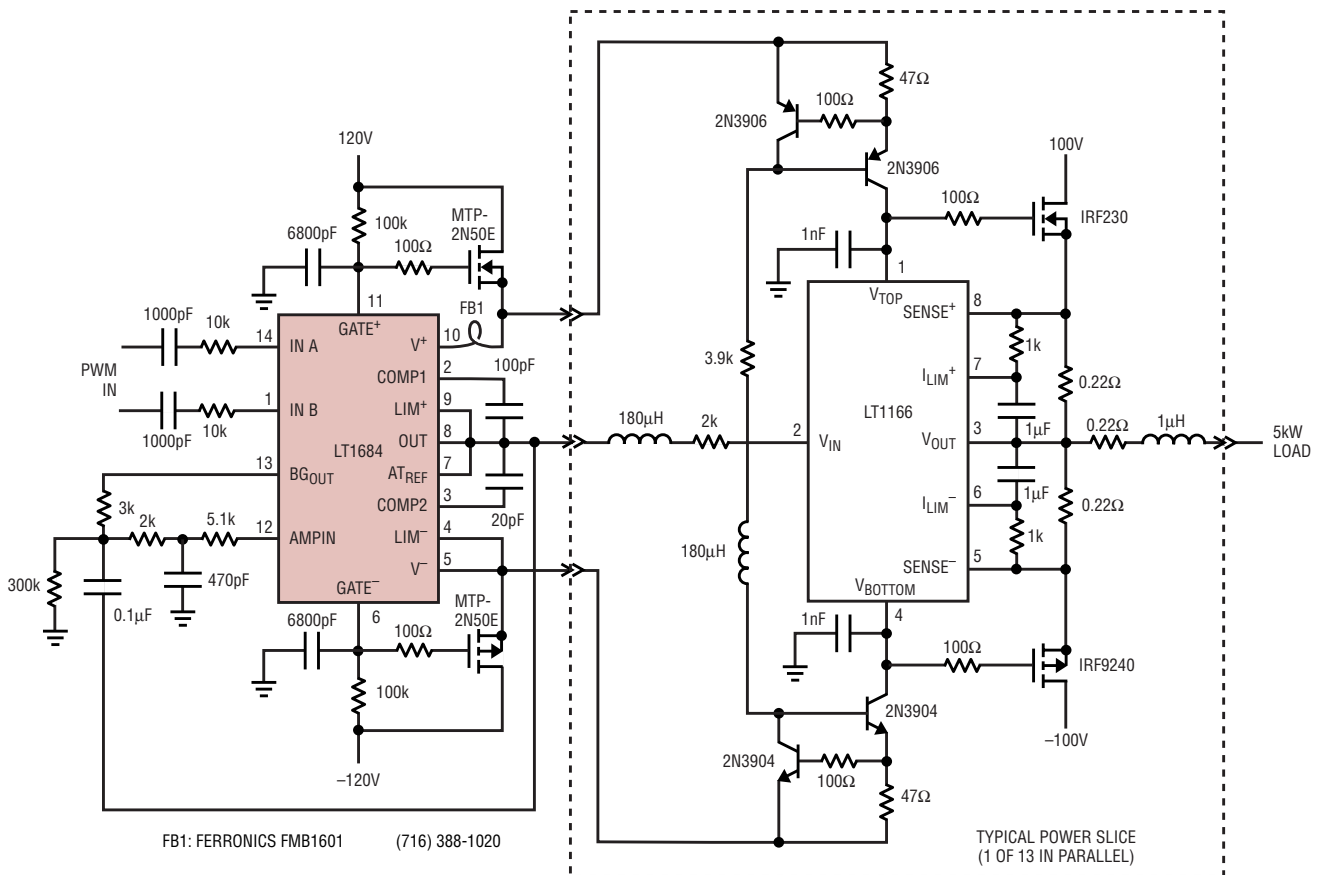 120V
6800pF
100k
100Ω
MTP-
2N50E
FB1
1000pF
10k
PWM
IN
1000pF
10k
14
IN A
1
IN B
13
BGOUT
12
AMPIN
11
GATE+
LT1684
GATE–
6
V+
10
COMP1
2
LIM+
9
OUT
8
ATREF
7
COMP2
3
LIM–
4
V–
5
100pF
20pF
3k
2k
5.1k
300k
0.1µF
470pF
6800pF
100Ω
MTP-
2N50E
100k
–120V
FB1: FERRONICS FMB1601
(716) 388-1020
180µH
2k
47Ω
100Ω
2N3906
2N3906
3.9k
180µH
1nF
100Ω
100V
IRF230
1
VTOP
2
VIN
LT1166
SENSE+
8
ILIM+
7
VOUT
3
ILIM–
6
SENSE–
5
VBOTTOM
4
1k
1µF
1µF
1k
0.22Ω
0.22Ω
0.22Ω
1µH
5kW
LOAD
1nF
100Ω
IRF9240
–100V
2N3904
2N3904
100Ω
47Ω
TYPICAL POWER SLICE
(1 OF 13 IN PARALLEL)